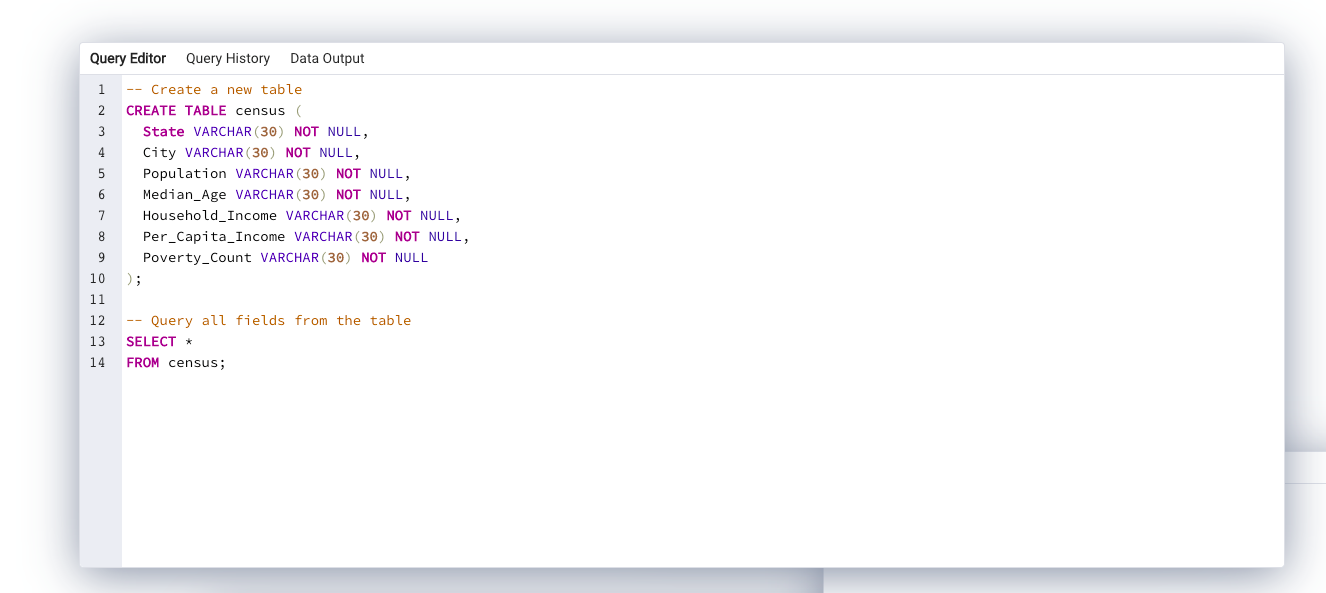 Query Editor Query History Data Output
1 -- Create a new table
2 CREATE TABLE census (
3   State VARCHAR(30) NOT NULL,
4   City VARCHAR(30) NOT NULL,
5   Population VARCHAR(30) NOT NULL,
6   Median_Age VARCHAR(30) NOT NULL,
7   Household_Income VARCHAR(30) NOT NULL,
8   Per_Capita_Income VARCHAR(30) NOT NULL,
9   Poverty_Count VARCHAR(30) NOT NULL
10 );
11
12 -- Query all fields from the table
13 SELECT *
14 FROM census;